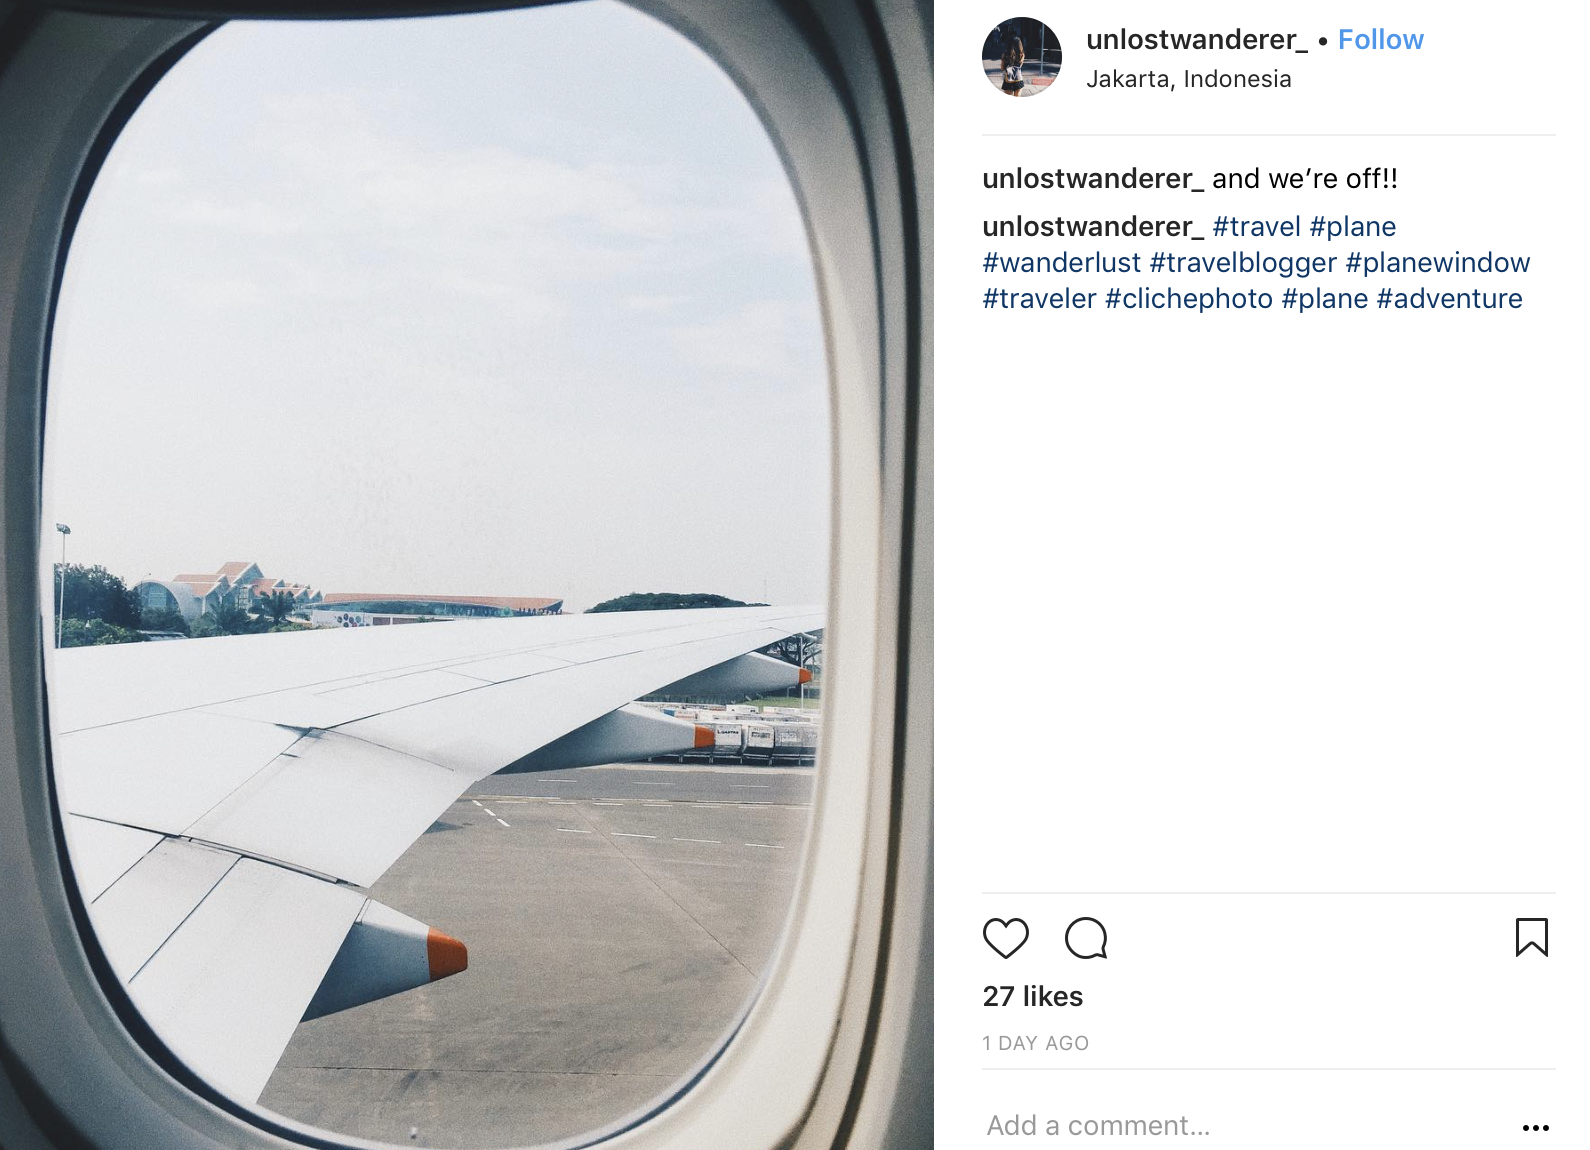 unlostwanderer_ • Follow
Jakarta, Indonesia
unlostwanderer_ and we’re off!!
unlostwanderer_ #travel #plane
#wanderlust #travelblogger #planewindow
#traveler #clichephoto #plane #adventure
27 likes
1 DAY AGO
Add a comment...